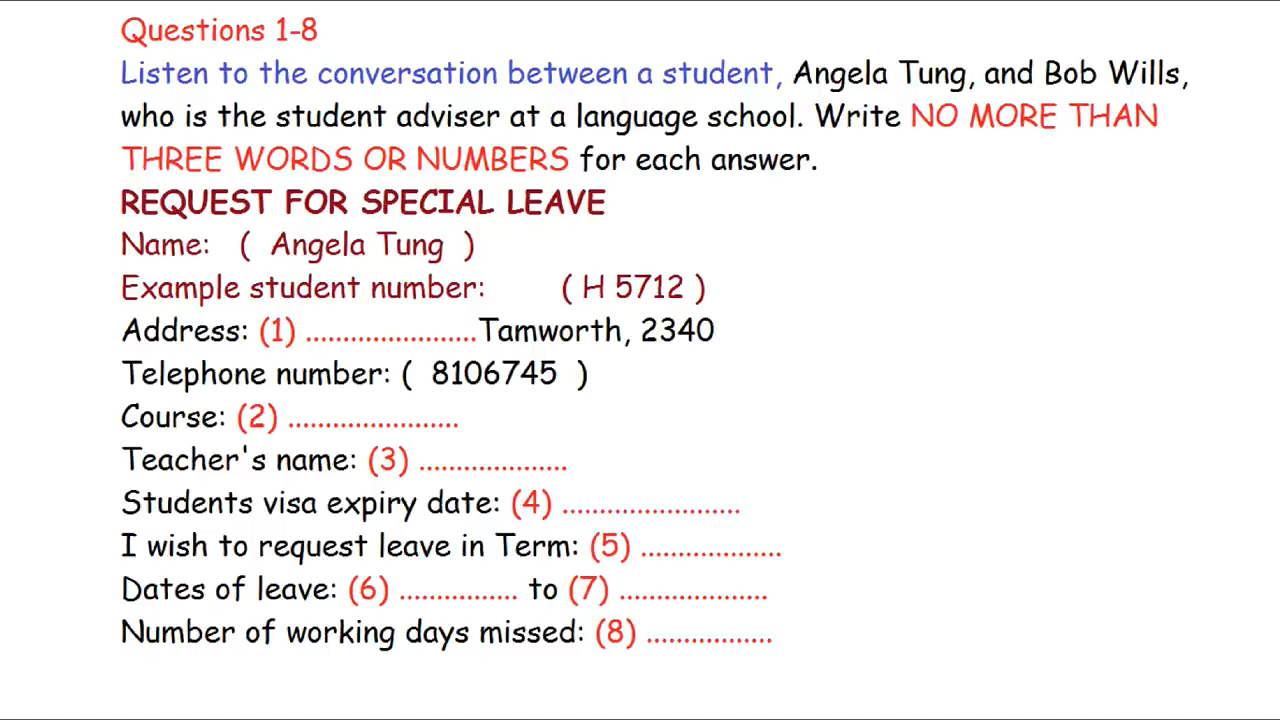 Questions 1-8
Listen to the conversation between a student, Angela Tung, and Bob Wills,
who is the student adviser at a language school. Write NO MORE THAN
THREE WORDS OR NUMBERS for each answer.
REQUEST FOR SPECIAL LEAVE
Name: ( Angela Tung )
Example student number: ( H 5712 )
Address: (1) .......................Tamworth, 2340
Telephone number: ( 8106745 )
Course: (2) .......................
Teacher's name: (3) ....................
Students visa expiry date: (4) ........................
I wish to request leave in Term: (5) ...................
Dates of leave: (6) ................ to (7) ....................
Number of working days missed: (8) .................